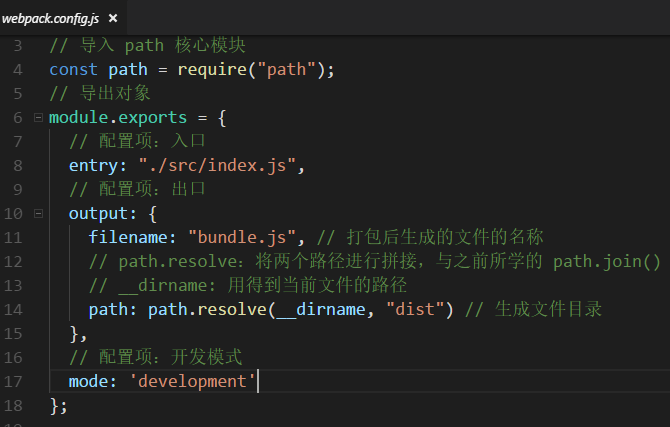 webpack.config.js ×
3 // 导入 path 核心模块
4 const path = require("path");
5 // 导出对象
6 module.exports = {
7 // 配置项：入口
8 entry: "./src/index.js",
9 // 配置项：出口
10 output: {
11 filename: "bundle.js", // 打包后生成的文件的名称
12 // path.resolve：将两个路径进行拼接，与之前所学的 path.join()
13 // __dirname: 用得到当前文件的路径
14 path: path.resolve(__dirname, "dist") // 生成文件目录
15 },
16 // 配置项：开发模式
17 mode: 'development'
18 };